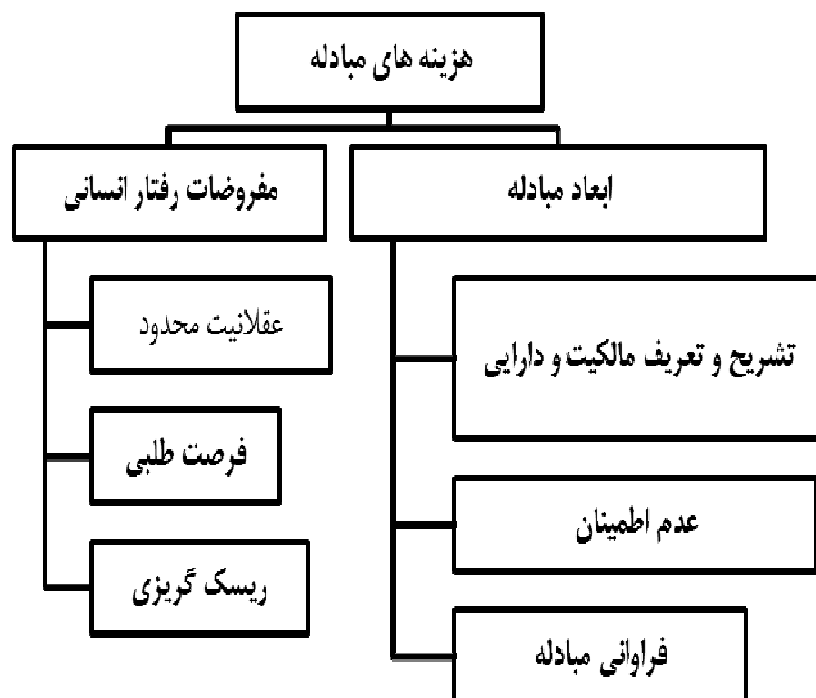 هزینه های مبادله
ابعاد مبادله
تشریح و تعریف مالکیت و دارایی
عدم اطمینان
فراوانی مبادله
مفروضات رفتار انسانی
عقلانیت محدود
فرصت طلبی
ریسک گریزی